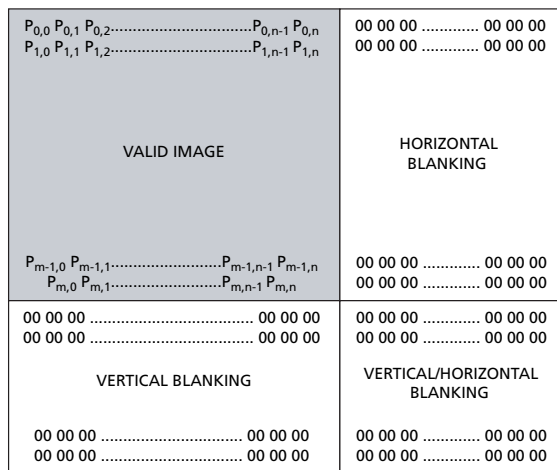 P0,0 P0,1 P0,2.....................................P0,n-1 P0,n
P1,0 P1,1 P1,2.....................................P1,n-1 P1,n
VALID IMAGE
Pm-1,0 Pm-1,1.............................Pm-1,n-1 Pm-1,n
Pm,0 Pm,1.............................Pm,n-1 Pm,n
00 00 00 ............. 00 00 00
00 00 00 ............. 00 00 00
HORIZONTAL
BLANKING
00 00 00 ............. 00 00 00
00 00 00 ............. 00 00 00
00 00 00 ..................................... 00 00 00
00 00 00 ..................................... 00 00 00
VERTICAL BLANKING
00 00 00 ................................ 00 00 00
00 00 00 ................................ 00 00 00
00 00 00 ............. 00 00 00
00 00 00 ............. 00 00 00
VERTICAL/HORIZONTAL
BLANKING
00 00 00 ............. 00 00 00
00 00 00 ............. 00 00 00